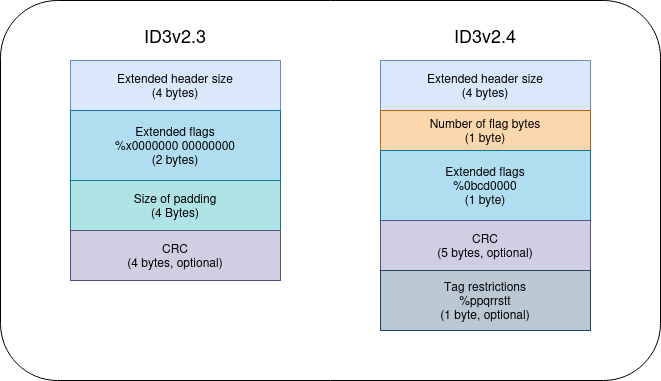 ID3v2.3
Extended header size
(4 bytes)
Extended flags
%x0000000 00000000
(2 bytes)
Size of padding
(4 Bytes)
CRC
(4 bytes, optional)
ID3v2.4
Extended header size
(4 bytes)
Number of flag bytes
(1 byte)
Extended flags
%0bcd0000
(1 byte)
CRC
(5 bytes, optional)
Tag restrictions
%ppqrrstt
(1 byte, optional)